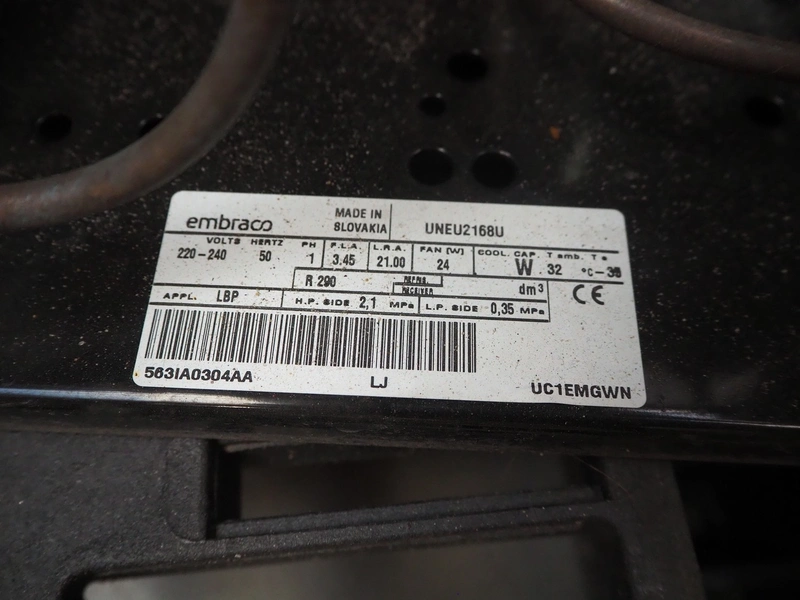 embraco MADE IN SLOVAKIA UNEU2168U
VOLTS HERTZ PH F.L.A. L.R.A. FAN [W] COOL. CAP. T amb. T e
220-240 50 1 3.45 21.00 24 W 32 °C
R 290 RECEIVER dm³ CE
APPL. LBP H.P. SIDE 2,1 MPa L.P. SIDE 0,35 MPa
563IA0304AA LJ UC1EMGWN